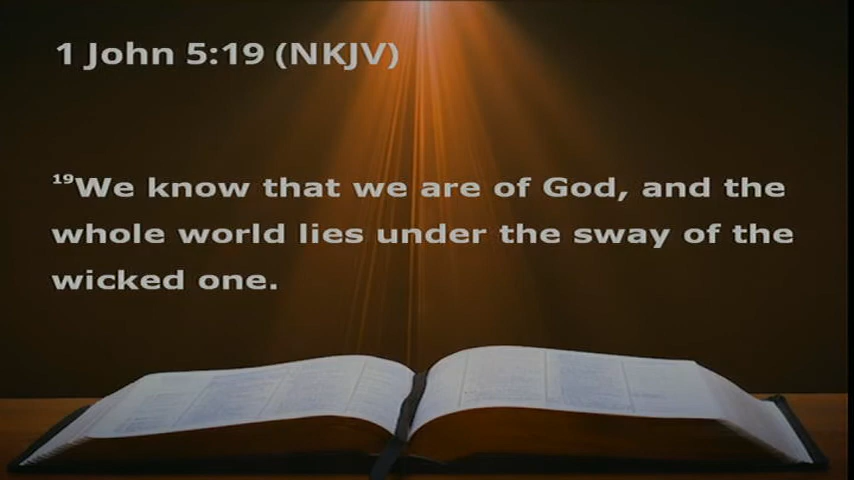 1 John 5:19 (NKJV)
¹⁹We know that we are of God, and the
whole world lies under the sway of the
wicked one.